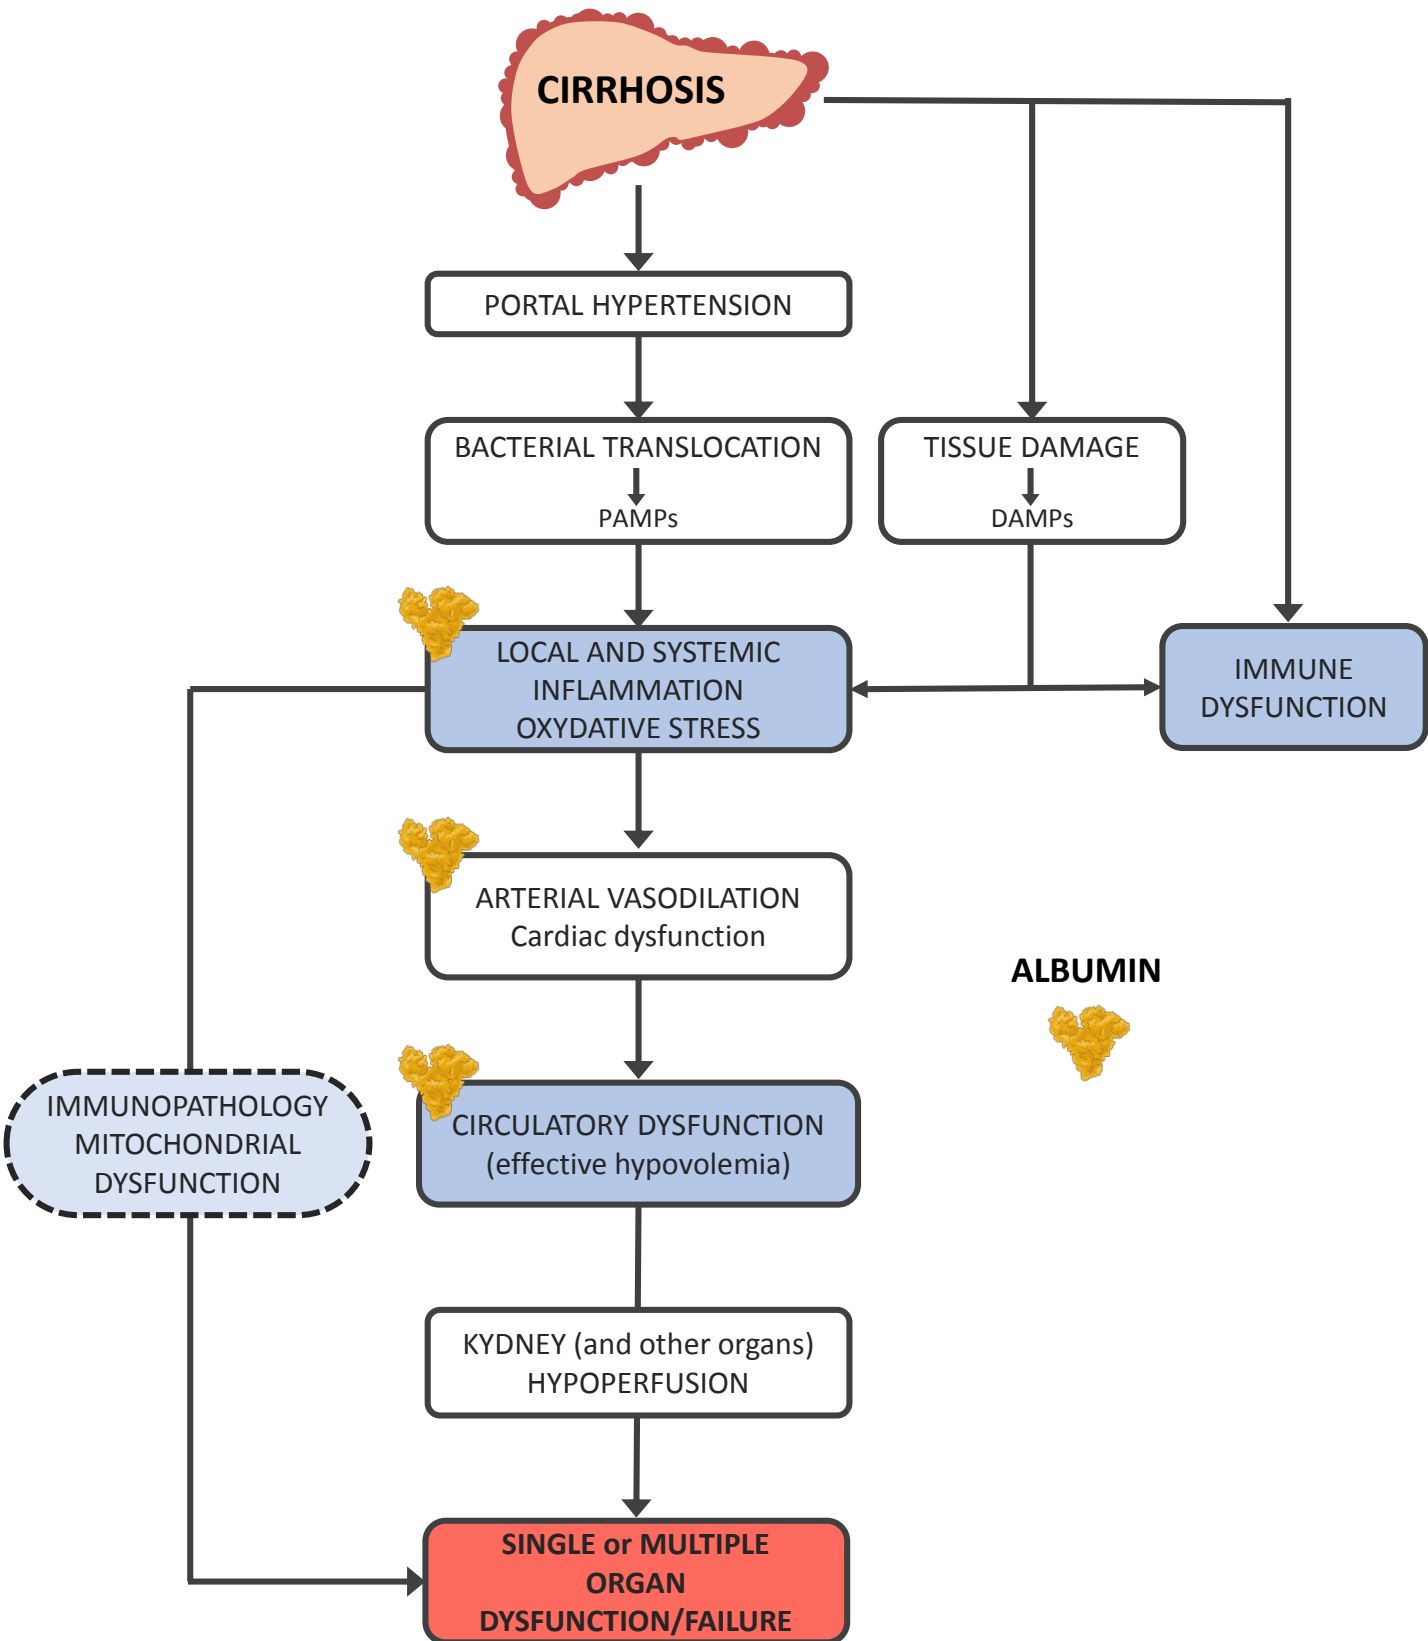 CIRRHOSIS
PORTAL HYPERTENSION
BACTERIAL TRANSLOCATION
PAMPs
TISSUE DAMAGE
DAMPs
LOCAL AND SYSTEMIC
INFLAMMATION
OXYDATIVE STRESS
IMMUNE
DYSFUNCTION
ARTERIAL VASODILATION
Cardiac dysfunction
ALBUMIN
IMMUNOPATHOLOGY
MITOCHONDRIAL
DYSFUNCTION
CIRCULATORY DYSFUNCTION
(effective hypovolemia)
KYDNEY (and other organs)
HYPOPERFUSION
SINGLE or MULTIPLE
ORGAN
DYSFUNCTION/FAILURE